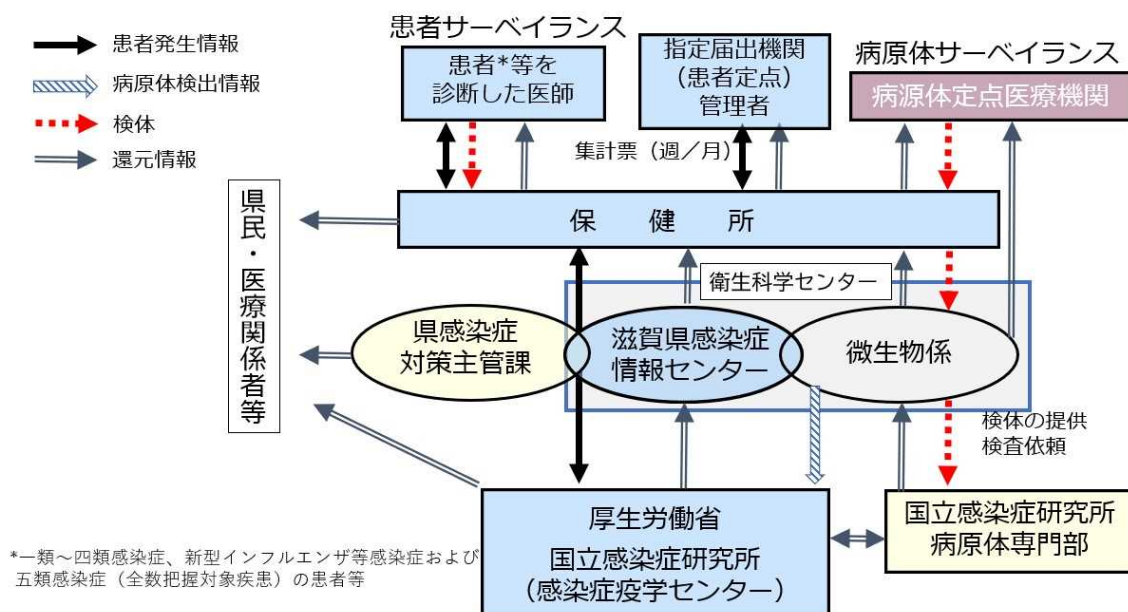 患者発生情報
病原体検出情報
検体
還元情報
患者サーベイランス
患者*等を
診断した医師
指定届出機関
(患者定点)
管理者
病原体サーベイランス
病源体定点医療機関
集計票（週／月）
保　健　所
県民・医療関係者等
衛生科学センター
県感染症
対策主管課
滋賀県感染症
情報センター
微生物係
検体の提供
検査依頼
厚生労働省
国立感染症研究所
(感染症疫学センター)
国立感染症研究所
病原体専門部
*一類～四類感染症、新型インフルエンザ等感染症および
五類感染症（全数把握対象疾患）の患者等